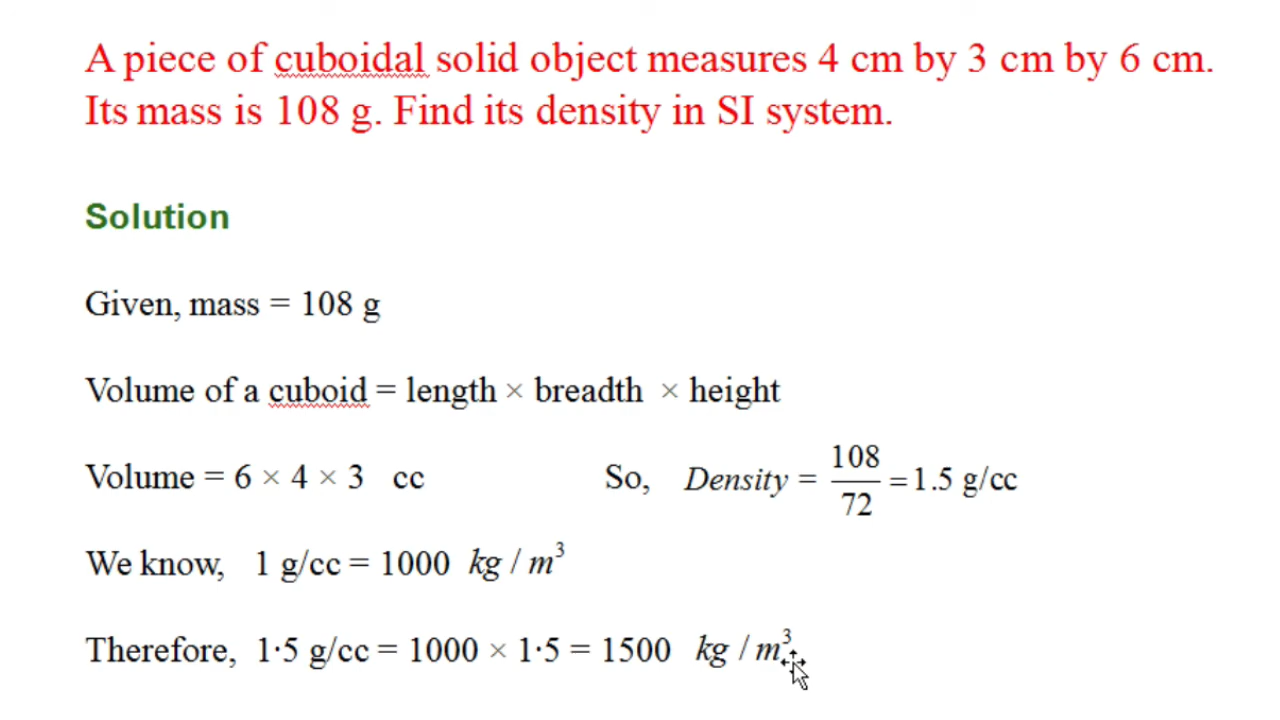 A piece of cuboidal solid object measures 4 cm by 3 cm by 6 cm.
Its mass is 108 g. Find its density in SI system.
Solution
Given, mass = 108 g
Volume of a cuboid = length × breadth × height
Volume = 6 × 4 × 3 cc So, Density = 108/72 = 1.5 g/cc
We know, 1 g/cc = 1000 kg / m³
Therefore, 1·5 g/cc = 1000 × 1·5 = 1500 kg / m³